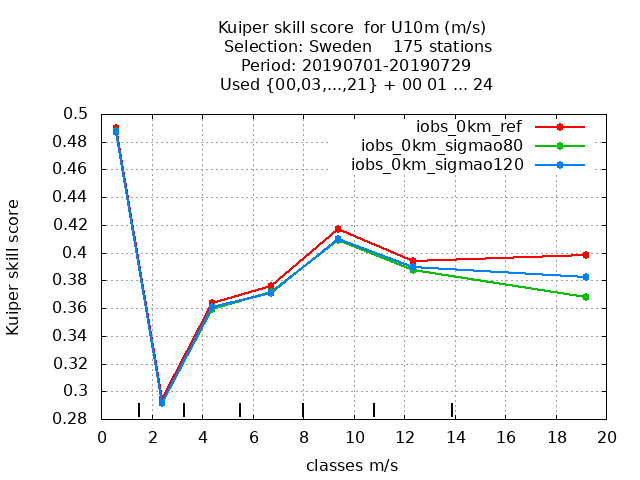 Kuiper skill score  for U10m (m/s)
Selection: Sweden    175 stations
Period: 20190701-20190729
Used {00,03,...,21} + 00 01 ... 24
iobs_0km_ref
iobs_0km_sigmao80
iobs_0km_sigmao120
Kuiper skill score
0.5
0.48
0.46
0.44
0.42
0.4
0.38
0.36
0.34
0.32
0.3
0.28
0 2 4 6 8 10 12 14 16 18 20
classes m/s